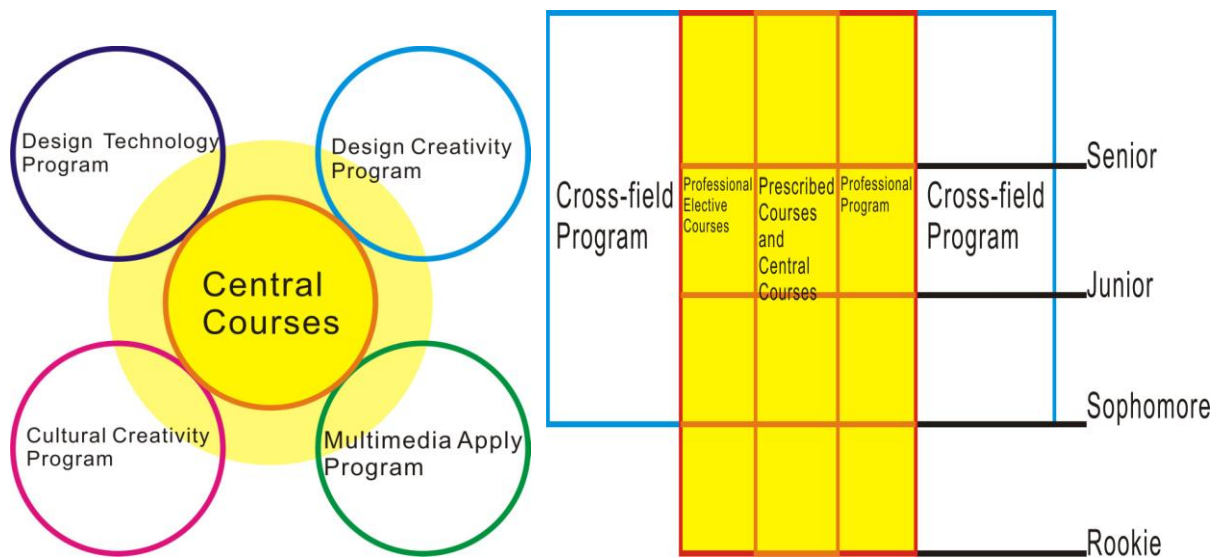 Design Technology
Program
Design Creativity
Program
Central
Courses
Cultural Creativity
Program
Multimedia Apply
Program
Cross-field
Program
Professional
Elective
Courses
Prescribed
Courses
and
Central
Courses
Professional
Program
Cross-field
Program
Senior
Junior
Sophomore
Rookie